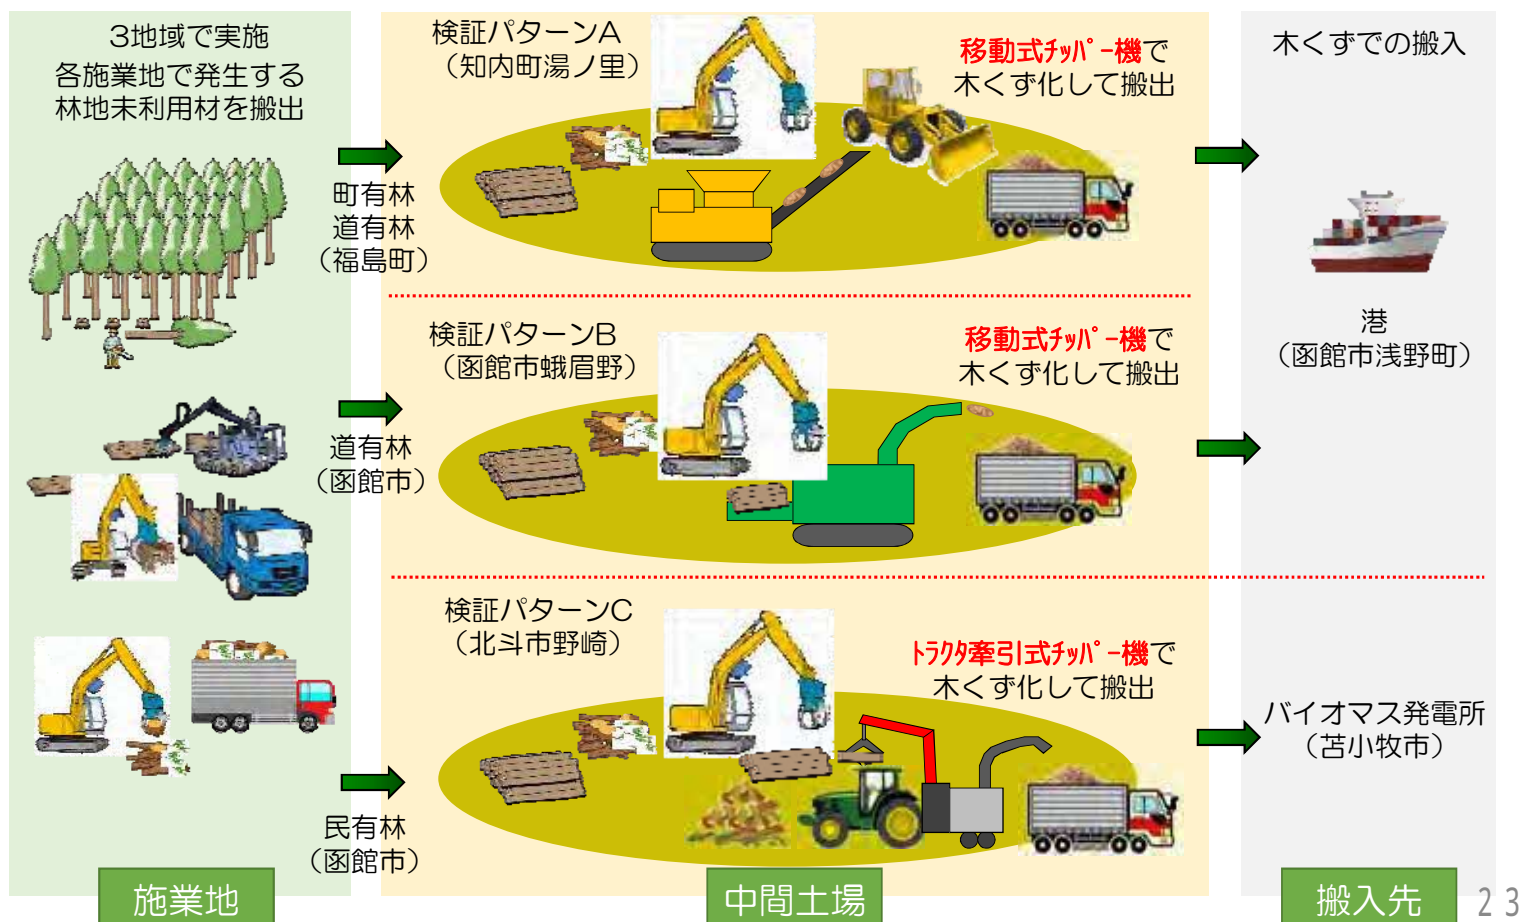 3地域で実施
各施業地で発生する
林地未利用材を搬出
町有林
道有林
（福島町）
道有林
（函館市）
民有林
（函館市）
施業地
検証パターンA
（知内町湯ノ里）
移動式ﾁｯﾊﾟｰ機で
木くず化して搬出
検証パターンB
（函館市蛾眉野）
移動式ﾁｯﾊﾟｰ機で
木くず化して搬出
検証パターンC
（北斗市野崎）
ﾄﾗｸﾀ牽引式ﾁｯﾊﾟｰ機で
木くず化して搬出
中間土場
木くずでの搬入
港
（函館市浅野町）
バイオマス発電所
（苫小牧市）
搬入先
23